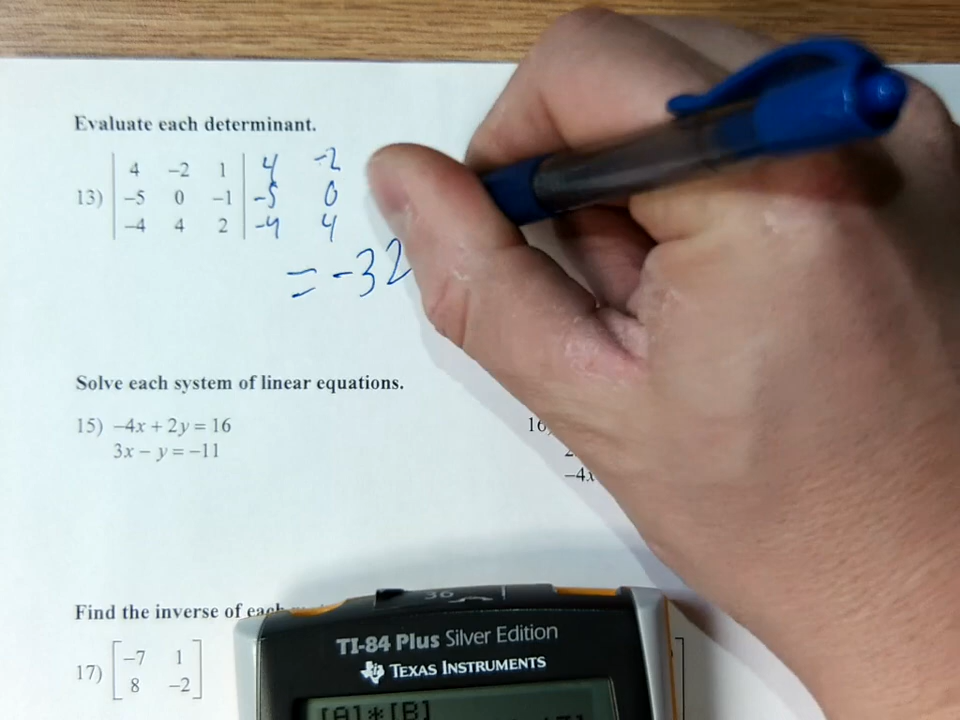 Evaluate each determinant.
13) 4 −2 1 4 -2
−5 0 −1 -5 0
−4 4 2 -4 4
= -32
Solve each system of linear equations.
15) −4x + 2y = 16
3x − y = −11
16)
−4x
Find the inverse of each
17) −7 1
8 −2
30
TI-84 Plus Silver Edition
TEXAS INSTRUMENTS
[A]*[B]